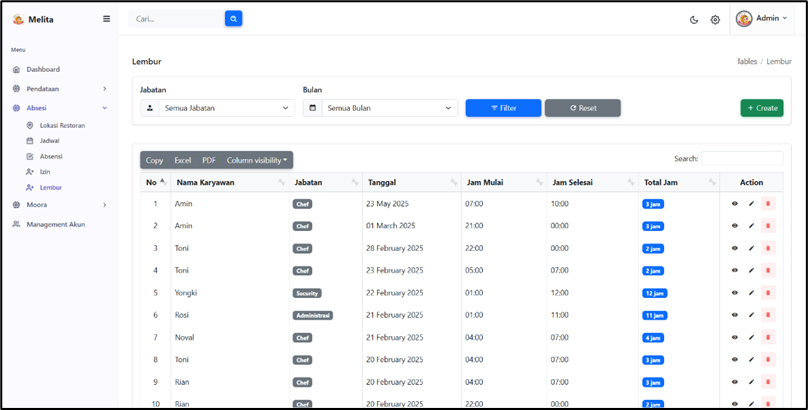 Melita
Cari...
Admin
Menu
Dashboard
Pendataan
Absesi
Lokasi Restoran
Jadwal
Absensi
Izin
Lembur
Moora
Management Akun
Lembur
Tables / Lembur
Jabatan
Bulan
Semua Jabatan
Semua Bulan
Filter
Reset
+ Create
Copy Excel PDF Column visibility
Search:
No Nama Karyawan Jabatan Tanggal Jam Mulai Jam Selesai Total Jam Action
1 Amin Chef 23 May 2025 07:00 10:00 3 jam
2 Amin Chef 01 March 2025 21:00 00:00 3 jam
3 Toni Chef 28 February 2025 22:00 00:00 2 jam
4 Toni Chef 23 February 2025 05:00 07:00 2 jam
5 Yongki Security 22 February 2025 01:00 12:00 12 jam
6 Rosi Administrasi 21 February 2025 01:00 11:00 11 jam
7 Noval Chef 21 February 2025 04:00 07:00 4 jam
8 Toni Chef 20 February 2025 04:00 07:00 3 jam
9 Rian Chef 20 February 2025 04:00 07:00 3 jam
10 Rian Chef 20 February 2025 22:00 00:00 2 jam